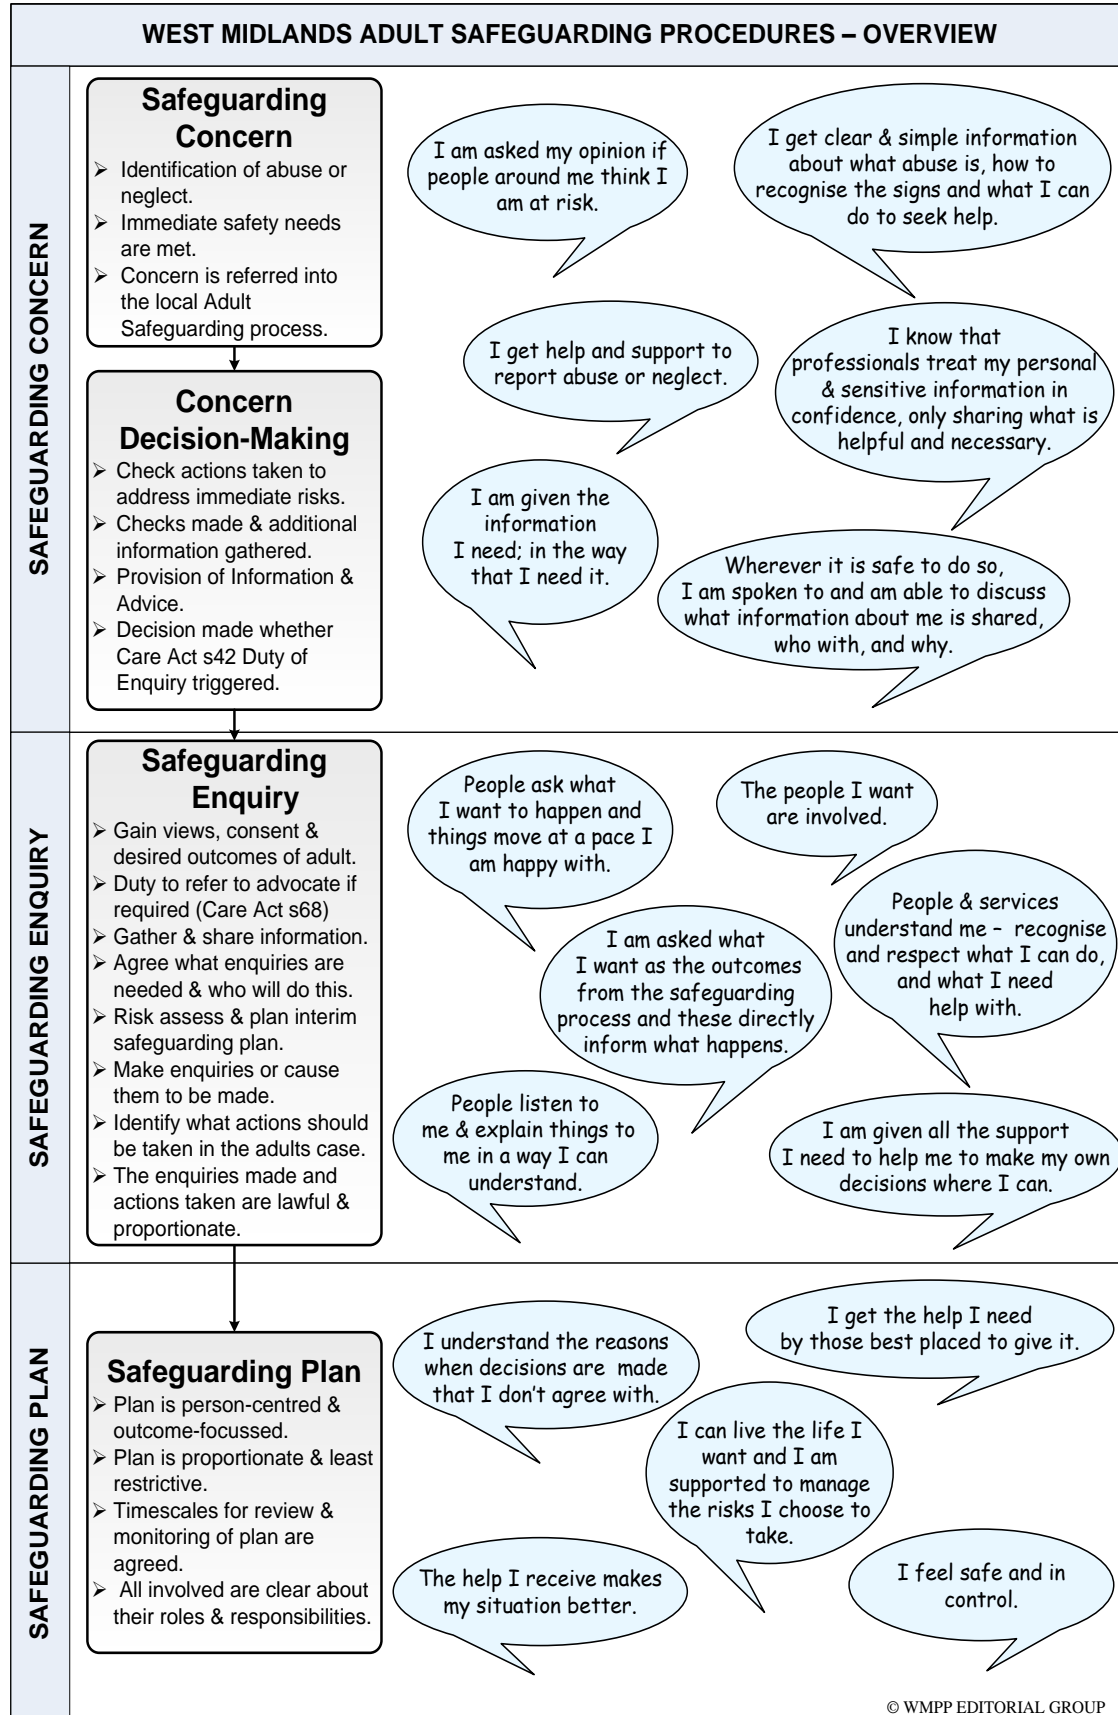 WEST MIDLANDS ADULT SAFEGUARDING PROCEDURES – OVERVIEW
SAFEGUARDING CONCERN
Safeguarding
Concern
➢ Identification of abuse or
neglect.
➢ Immediate safety needs
are met.
➢ Concern is referred into
the local Adult
Safeguarding process.
Concern
Decision-Making
➢ Check actions taken to
address immediate risks.
➢ Checks made & additional
information gathered.
➢ Provision of Information &
Advice.
➢ Decision made whether
Care Act s42 Duty of
Enquiry triggered.
I am asked my opinion if
people around me think I
am at risk.
I get clear & simple information
about what abuse is, how to
recognise the signs and what I can
do to seek help.
I get help and support to
report abuse or neglect.
I know that
professionals treat my personal
& sensitive information in
confidence, only sharing what is
helpful and necessary.
I am given the
information
I need; in the way
that I need it.
Wherever it is safe to do so,
I am spoken to and am able to discuss
what information about me is shared,
who with, and why.
SAFEGUARDING ENQUIRY
Safeguarding
Enquiry
➢ Gain views, consent &
desired outcomes of adult.
➢ Duty to refer to advocate if
required (Care Act s68)
➢ Gather & share information.
➢ Agree what enquiries are
needed & who will do this.
➢ Risk assess & plan interim
safeguarding plan.
➢ Make enquiries or cause
them to be made.
➢ Identify what actions should
be taken in the adults case.
➢ The enquiries made and
actions taken are lawful &
proportionate.
People ask what
I want to happen and
things move at a pace I
am happy with.
The people I want
are involved.
People & services
understand me – recognise
and respect what I can do,
and what I need
help with.
I am asked what
I want as the outcomes
from the safeguarding
process and these directly
inform what happens.
People listen to
me & explain things to
me in a way I can
understand.
I am given all the support
I need to help me to make my own
decisions where I can.
SAFEGUARDING PLAN
Safeguarding Plan
➢ Plan is person-centred &
outcome-focussed.
➢ Plan is proportionate & least
restrictive.
➢ Timescales for review &
monitoring of plan are
agreed.
➢ All involved are clear about
their roles & responsibilities.
I understand the reasons
when decisions are made
that I don't agree with.
I get the help I need
by those best placed to give it.
I can live the life I
want and I am
supported to manage
the risks I choose to
take.
The help I receive makes
my situation better.
I feel safe and in
control.
© WMPP EDITORIAL GROUP